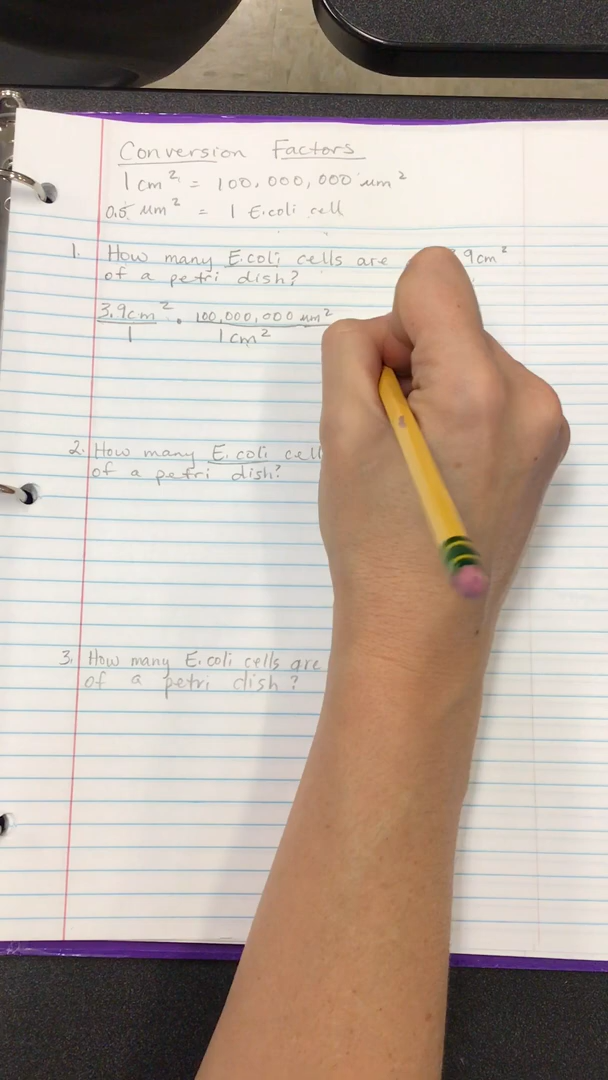 Conversion Factors
1 cm² = 100,000,000 um²
0.5 um² = 1 E.coli cell
1. How many E.coli cells are 3.9cm²
of a petri dish?
3.9cm² • 100,000,000 um²
1 1cm²
2. How many E. coli cell
of a petri dish?
3. How many E.coli cells are
of a petri dish?